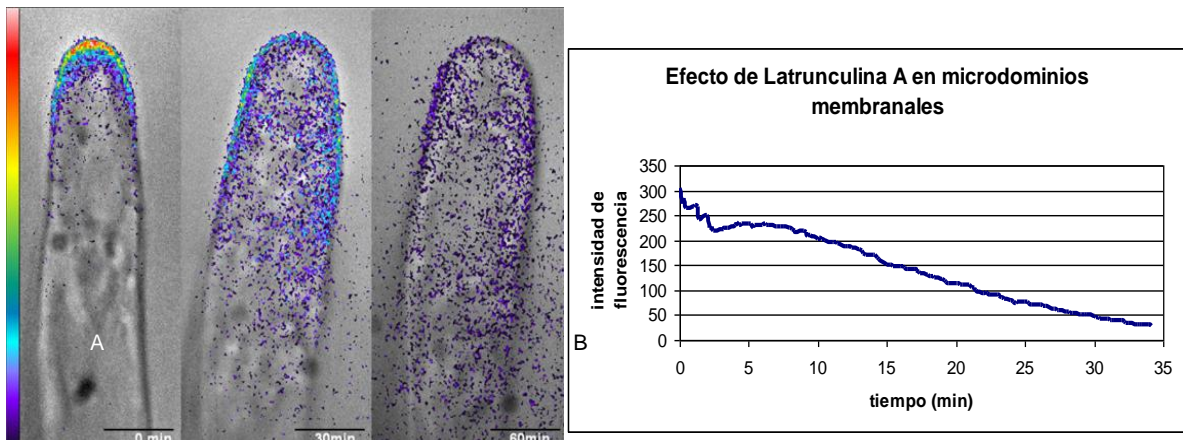 A
0 min
30min
60min
B
Efecto de Latrunculina A en microdominios
membranales
intensidad de
fluorescencia
350
300
250
200
150
100
50
0
0 5 10 15 20 25 30 35
tiempo (min)